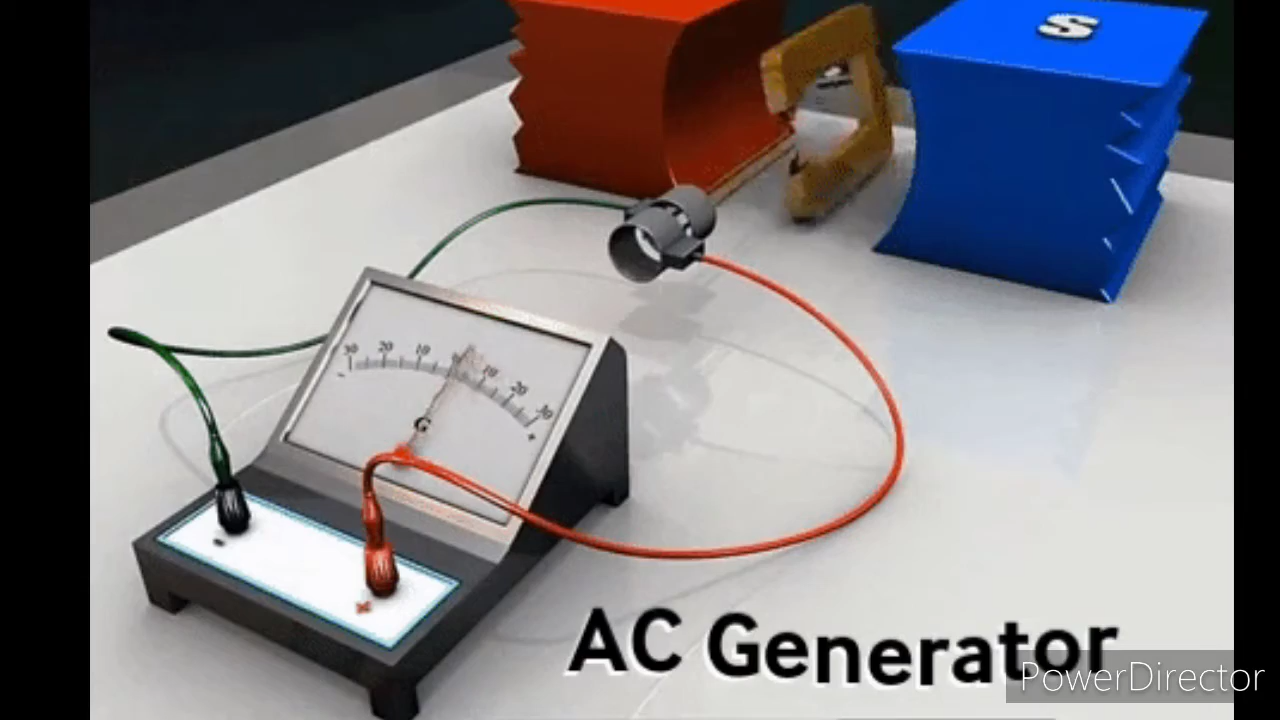 S
30 20 10 0 10 20 30
- +
G
-
+
AC Generator
PowerDirector